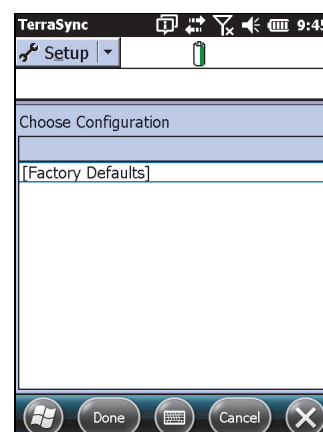 TerraSync 9:45
Setup
Choose Configuration
[Factory Defaults]
Done Cancel